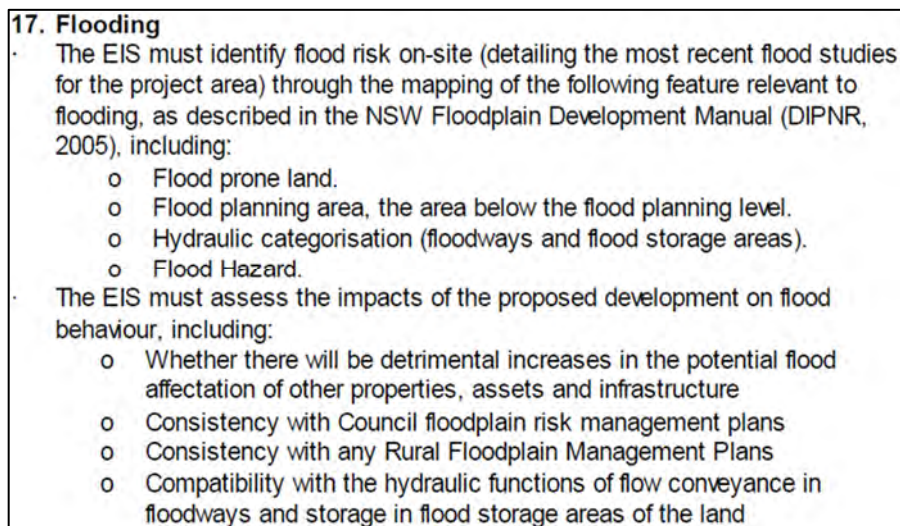 17. Flooding
· The EIS must identify flood risk on-site (detailing the most recent flood studies
for the project area) through the mapping of the following feature relevant to
flooding, as described in the NSW Floodplain Development Manual (DIPNR,
2005), including:
o Flood prone land.
o Flood planning area, the area below the flood planning level.
o Hydraulic categorisation (floodways and flood storage areas).
o Flood Hazard.
· The EIS must assess the impacts of the proposed development on flood
behaviour, including:
o Whether there will be detrimental increases in the potential flood
affectation of other properties, assets and infrastructure
o Consistency with Council floodplain risk management plans
o Consistency with any Rural Floodplain Management Plans
o Compatibility with the hydraulic functions of flow conveyance in
floodways and storage in flood storage areas of the land